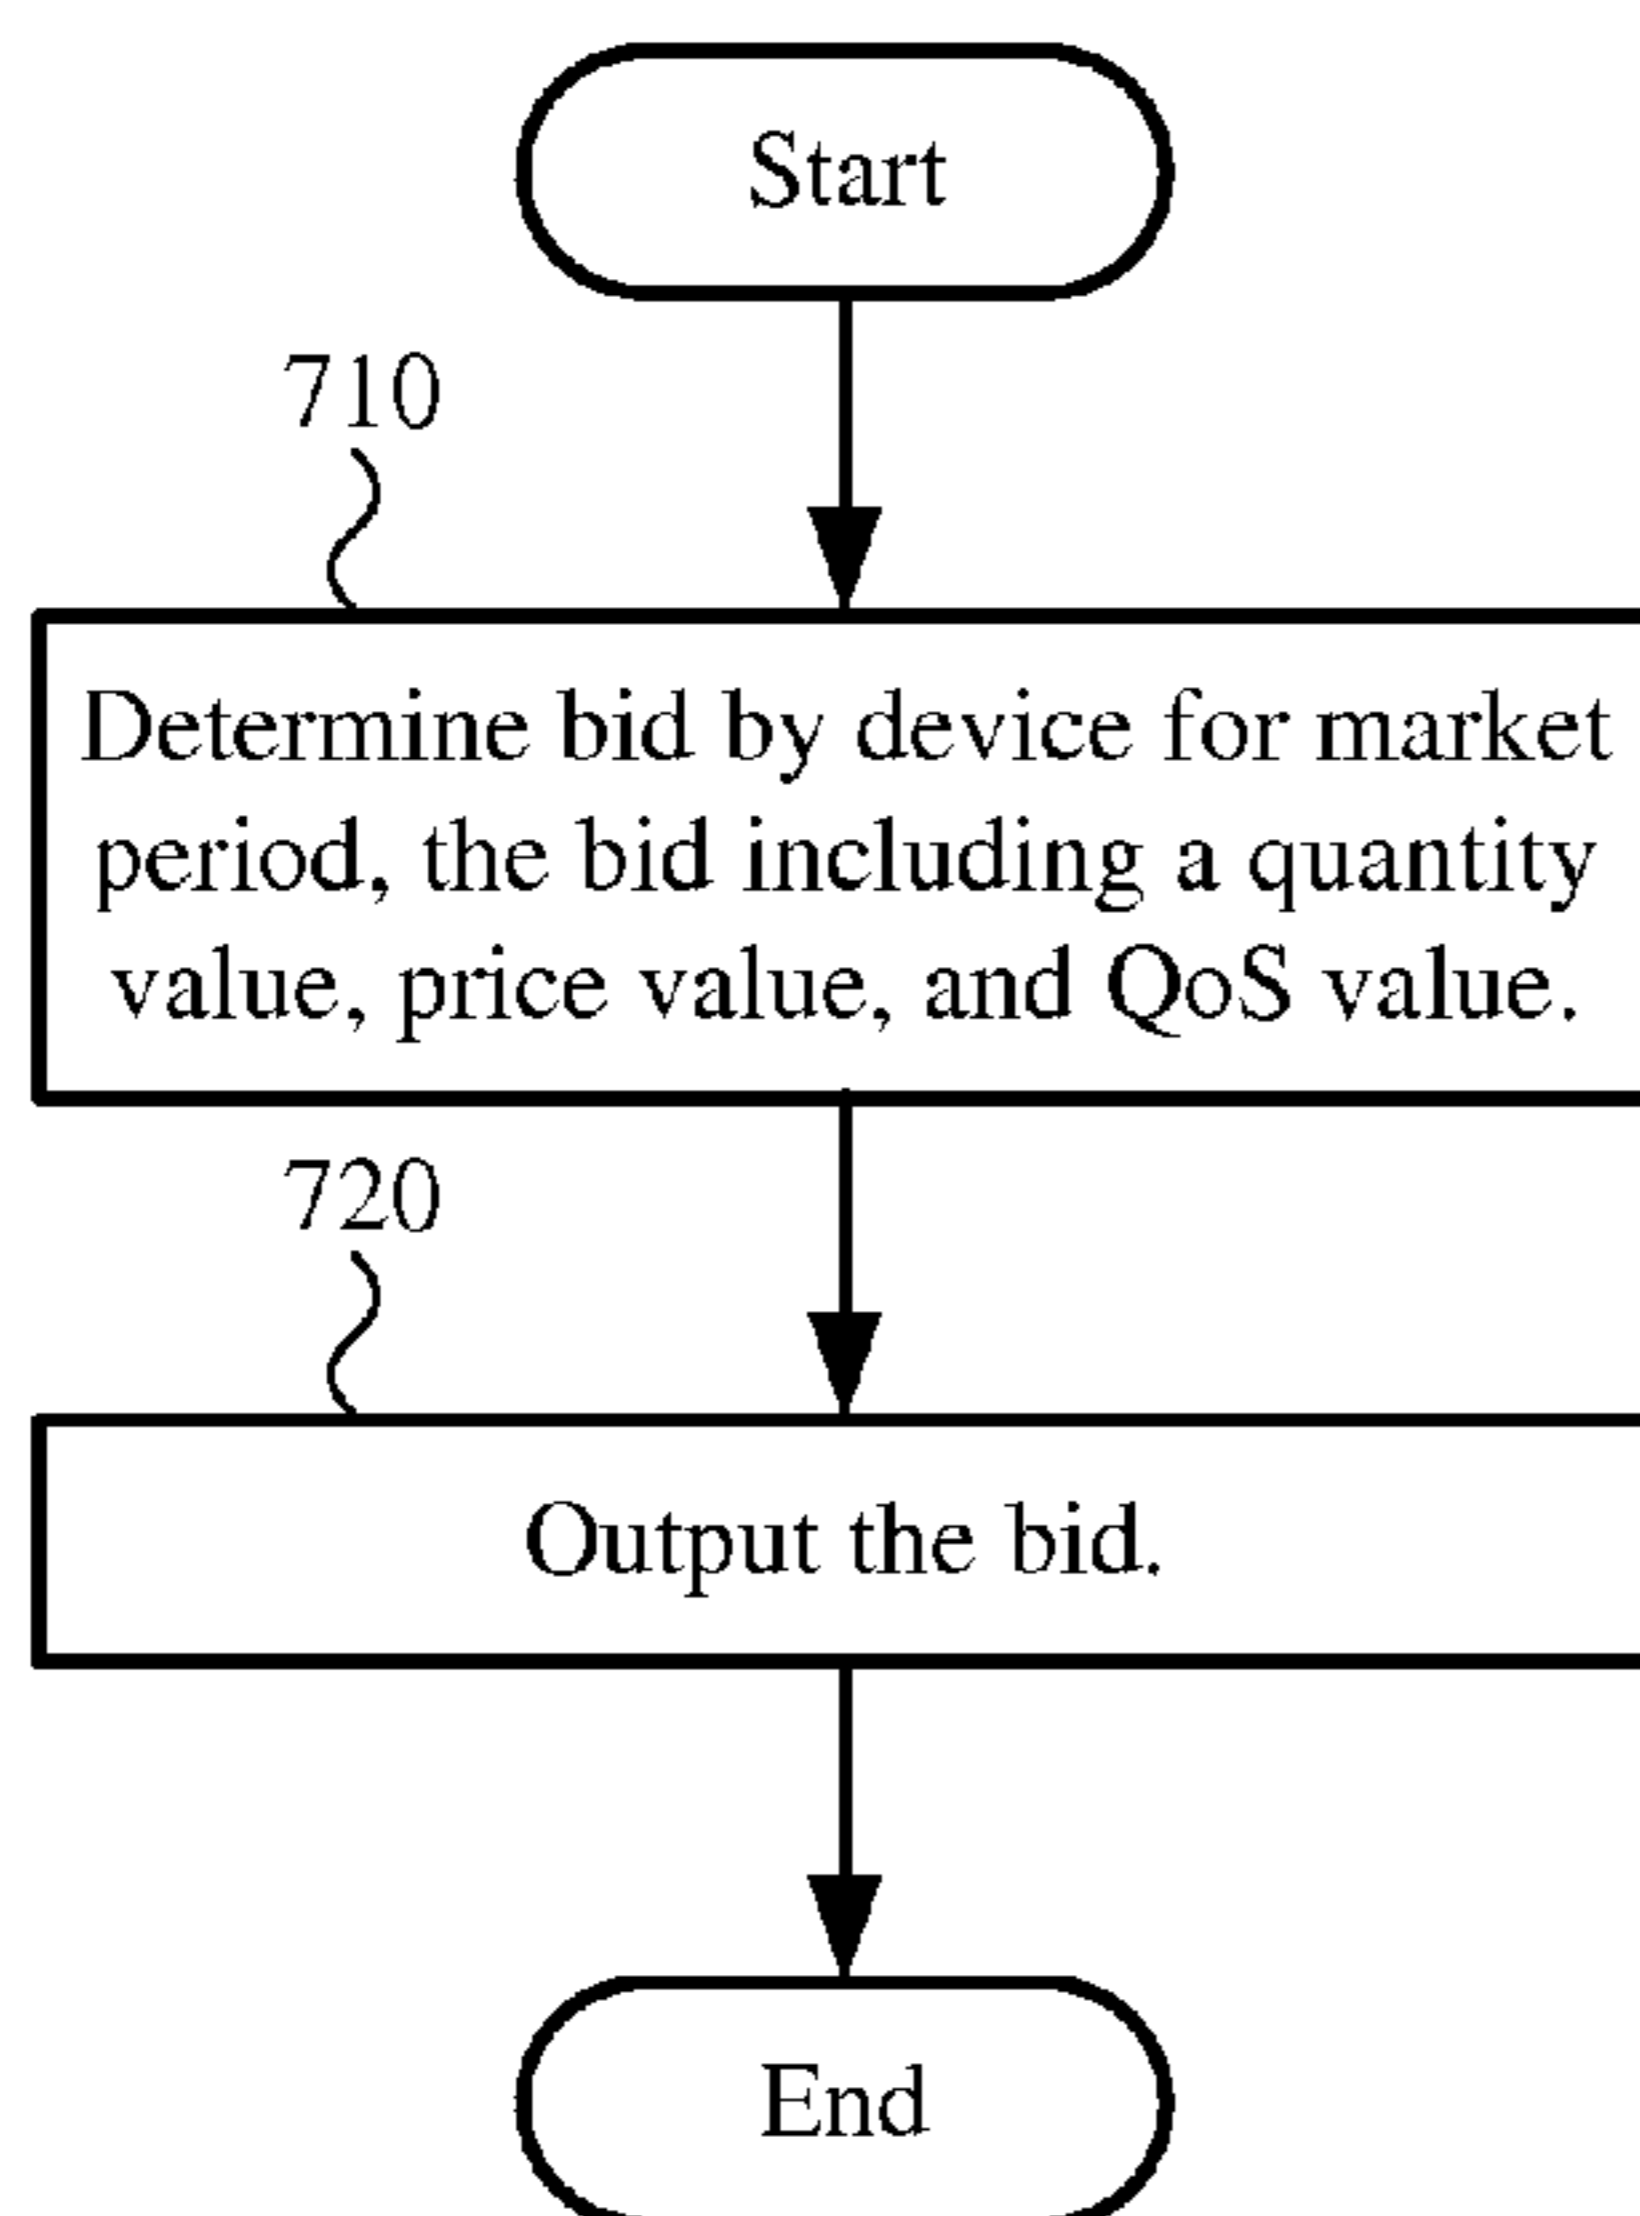 Start
710
Determine bid by device for market
period, the bid including a quantity
value, price value, and QoS value.
720
Output the bid.
End